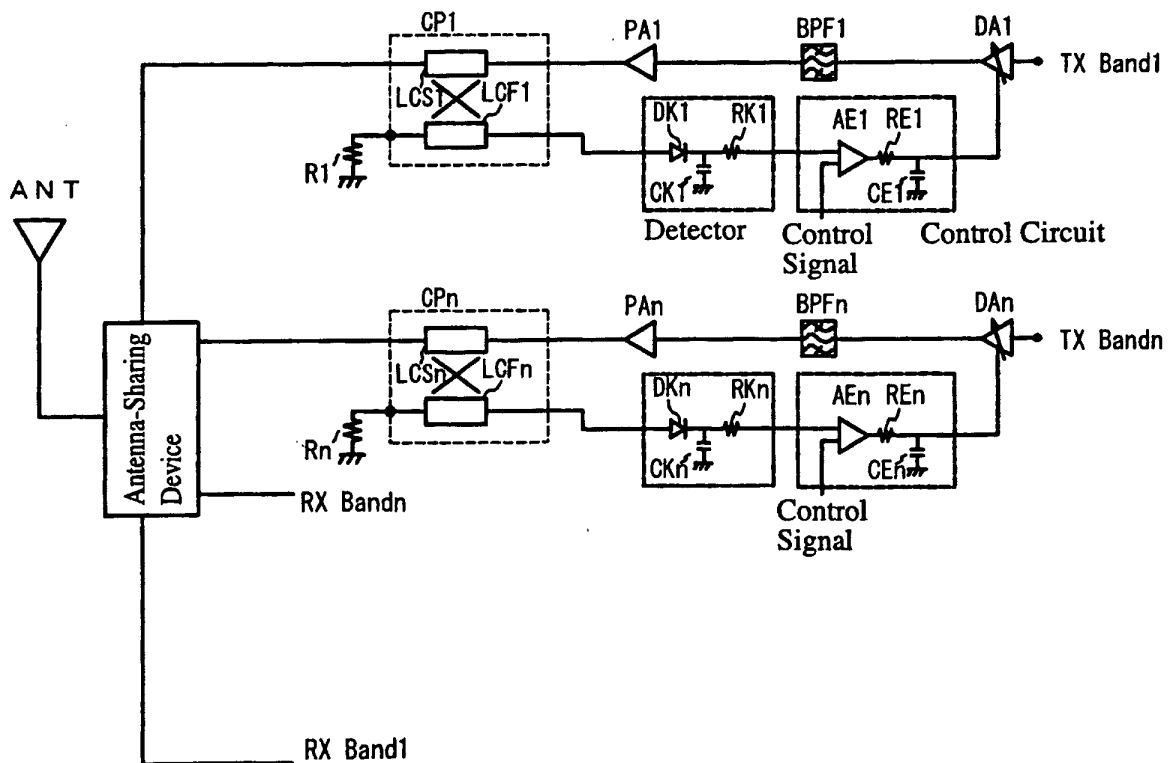 CP1
PA1
BPF1
DA1
TX Band1
LCS1
LCF1
R1
DK1
RK1
CK1
Detector
AE1
RE1
CE1
Control
Signal
Control Circuit
ANT
Antenna-Sharing
Device
CPn
PAn
BPFn
DAn
TX Bandn
LCSn
LCFn
Rn
DKn
RKn
CKn
AEn
REn
CEn
Control
Signal
RX Bandn
RX Band1